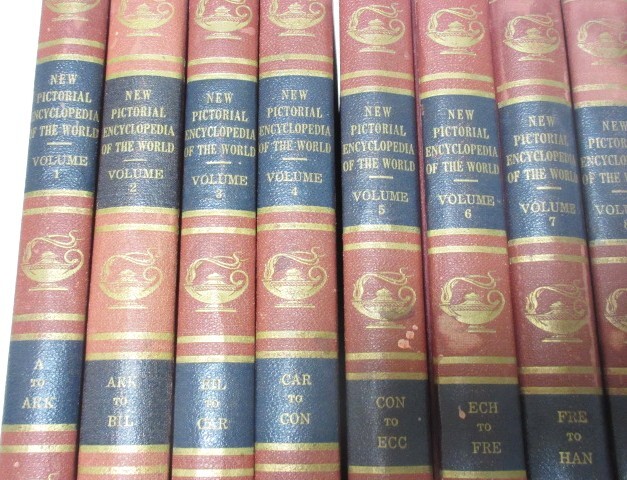 NEW
PICTORIAL
ENCYCLOPEDIA
OF THE WORLD
VOLUME
1
A
TO
ARK
NEW
PICTORIAL
ENCYCLOPEDIA
OF THE WORLD
VOLUME
2
ARK
TO
BIL
NEW
PICTORIAL
ENCYCLOPEDIA
OF THE WORLD
VOLUME
3
BIL
TO
CAR
NEW
PICTORIAL
ENCYCLOPEDIA
OF THE WORLD
VOLUME
4
CAR
TO
CON
NEW
PICTORIAL
ENCYCLOPEDIA
OF THE WORLD
VOLUME
5
CON
TO
ECC
NEW
PICTORIAL
ENCYCLOPEDIA
OF THE WORLD
VOLUME
6
ECH
TO
FRE
NEW
PICTORIAL
ENCYCLOPEDIA
OF THE WORLD
VOLUME
7
FRE
TO
HAN